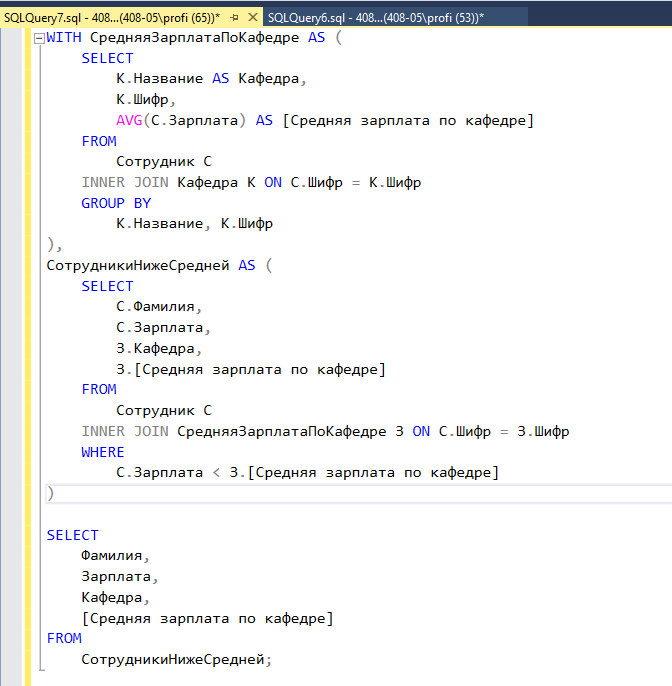 SQLQuery7.sql - 408...(408-05\profi (65))* SQLQuery6.sql - 408...(408-05\profi (53))*
WITH СредняяЗарплатаПоКафедре AS (
SELECT
К.Название AS Кафедра,
К.Шифр,
AVG(С.Зарплата) AS [Средняя зарплата по кафедре]
FROM
Сотрудник С
INNER JOIN Кафедра К ON С.Шифр = К.Шифр
GROUP BY
К.Название, К.Шифр
),
СотрудникиНижеСредней AS (
SELECT
С.Фамилия,
С.Зарплата,
З.Кафедра,
З.[Средняя зарплата по кафедре]
FROM
Сотрудник С
INNER JOIN СредняяЗарплатаПоКафедре З ON С.Шифр = З.Шифр
WHERE
С.Зарплата < З.[Средняя зарплата по кафедре]
)
SELECT
Фамилия,
Зарплата,
Кафедра,
[Средняя зарплата по кафедре]
FROM
СотрудникиНижеСредней;